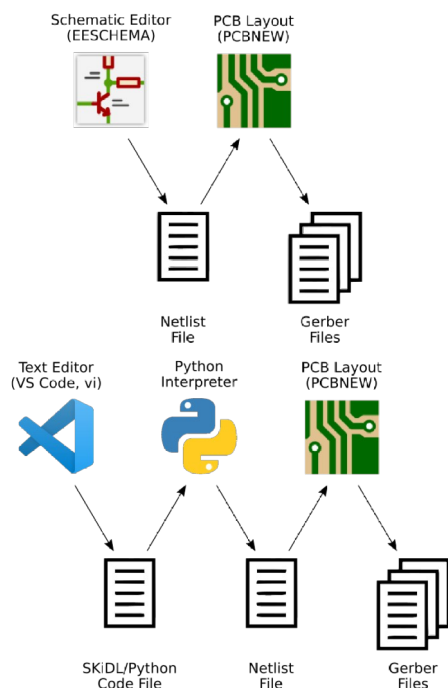 Schematic Editor
(EESCHEMA)
PCB Layout
(PCBNEW)
Netlist
File
Gerber
Files
Text Editor
(VS Code, vi)
Python
Interpreter
PCB Layout
(PCBNEW)
SKiDL/Python
Code File
Netlist
File
Gerber
Files